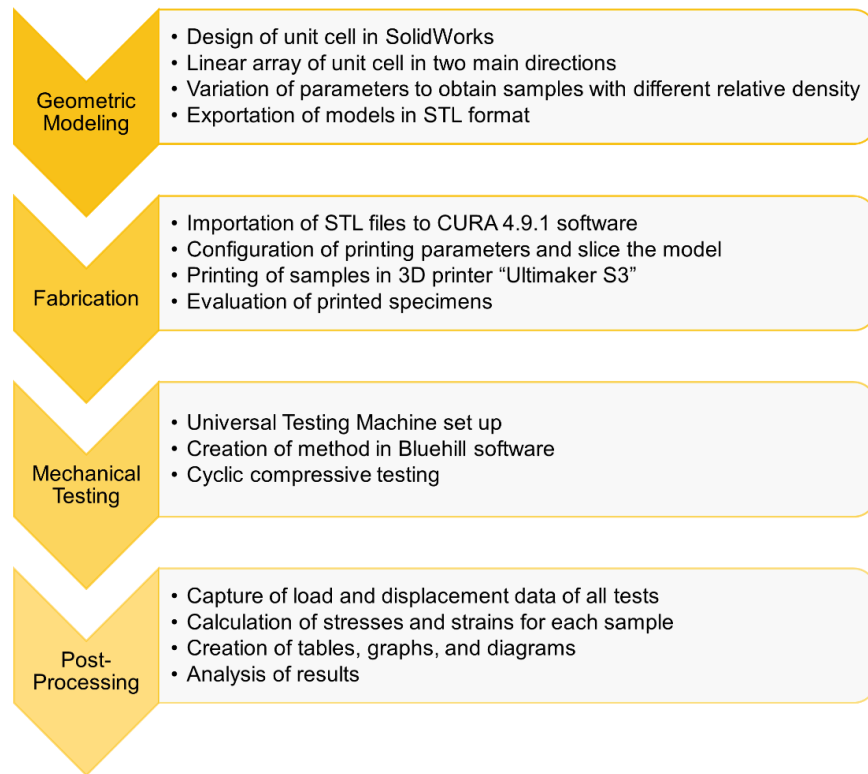 Geometric
Modeling
• Design of unit cell in SolidWorks
• Linear array of unit cell in two main directions
• Variation of parameters to obtain samples with different relative density
• Exportation of models in STL format
Fabrication
• Importation of STL files to CURA 4.9.1 software
• Configuration of printing parameters and slice the model
• Printing of samples in 3D printer “Ultimaker S3”
• Evaluation of printed specimens
Mechanical
Testing
• Universal Testing Machine set up
• Creation of method in Bluehill software
• Cyclic compressive testing
Post-
Processing
• Capture of load and displacement data of all tests
• Calculation of stresses and strains for each sample
• Creation of tables, graphs, and diagrams
• Analysis of results